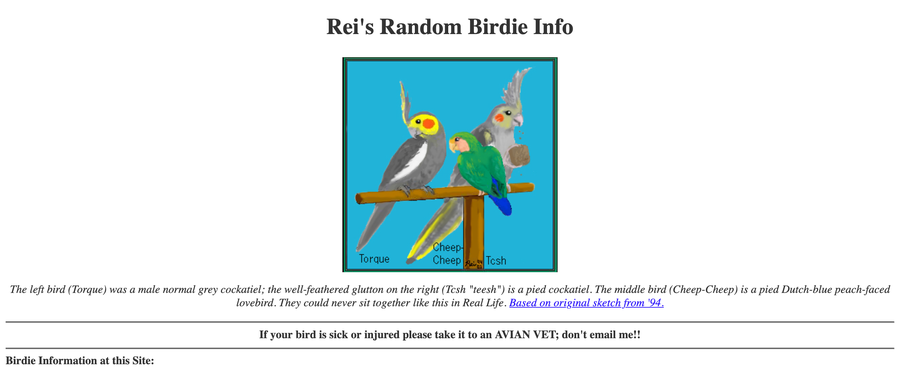 Rei's Random Birdie Info
Torque
Cheep-
Cheep
Tcsh
The left bird (Torque) was a male normal grey cockatiel; the well-feathered glutton on the right (Tcsh "teesh") is a pied cockatiel. The middle bird (Cheep-Cheep) is a pied Dutch-blue peach-faced
lovebird. They could never sit together like this in Real Life. Based on original sketch from '94.
If your bird is sick or injured please take it to an AVIAN VET; don't email me!!
Birdie Information at this Site: